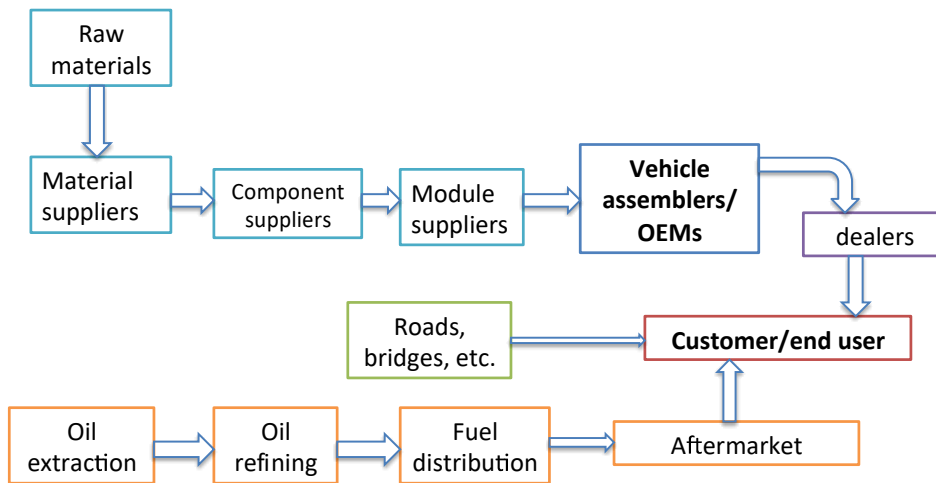 Raw
materials
Material
suppliers
Component
suppliers
Module
suppliers
Vehicle
assemblers/
OEMs
dealers
Roads,
bridges, etc.
Customer/end user
Oil
extraction
Oil
refining
Fuel
distribution
Aftermarket